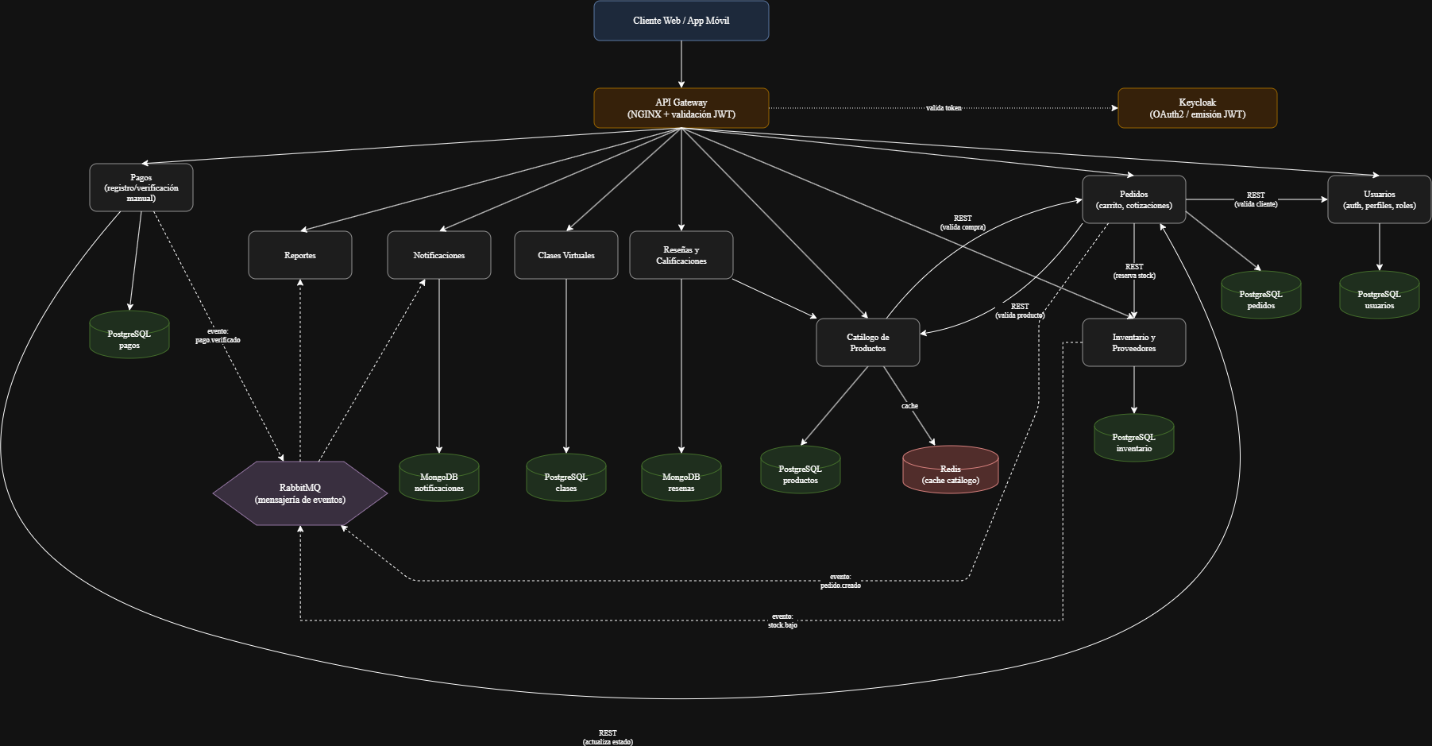 Cliente Web / App Móvil
API Gateway
(NGINX + validación JWT)
valida token
Keycloak
(OAuth2 / emisión JWT)
Pagos
(registro/verificación
manual)
Pedidos
(carrito, cotizaciones)
REST
(valida cliente)
Usuarios
(auth, perfiles, roles)
REST
(valida compra)
Reportes
Notificaciones
Clases Virtuales
Reseñas y
Calificaciones
REST
(reserva stock)
PostgreSQL
pedidos
PostgreSQL
usuarios
REST
(valida producto)
PostgreSQL
pagos
evento:
pago verificado
Catálogo de
Productos
Inventario y
Proveedores
cache
PostgreSQL
inventario
RabbitMQ
(mensajería de eventos)
MongoDB
notificaciones
PostgreSQL
clases
MongoDB
resenas
PostgreSQL
productos
Redis
(cache catálogo)
evento:
pedido.creado
evento:
stock.bajo
REST
(actualiza estado)